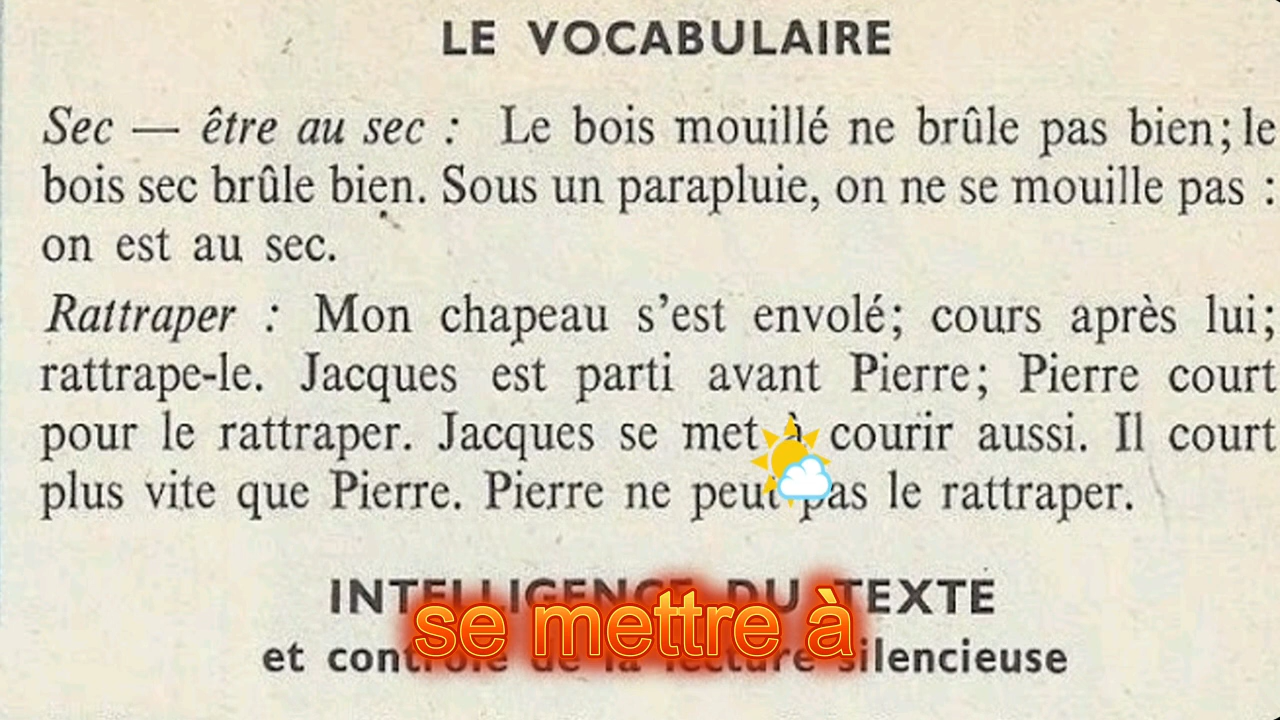 LE VOCABULAIRE
Sec — être au sec : Le bois mouillé ne brûle pas bien; le
bois sec brûle bien. Sous un parapluie, on ne se mouille pas :
on est au sec.
Rattraper : Mon chapeau s'est envolé; cours après lui;
rattrape-le. Jacques est parti avant Pierre; Pierre court
pour le rattraper. Jacques se met à courir aussi. Il court
plus vite que Pierre. Pierre ne peut pas le rattraper.
INTELLIGENCE DU TEXTE
se mettre à
et contrôle de la lecture silencieuse